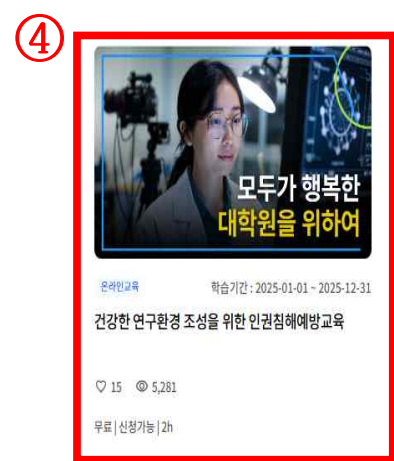 ④
모두가 행복한
대학원을 위하여
온라인교육 학습기간 : 2025-01-01 ~ 2025-12-31
건강한 연구환경 조성을 위한 인권침해예방교육
♡ 15 5,281
무료 | 신청가능 | 2h